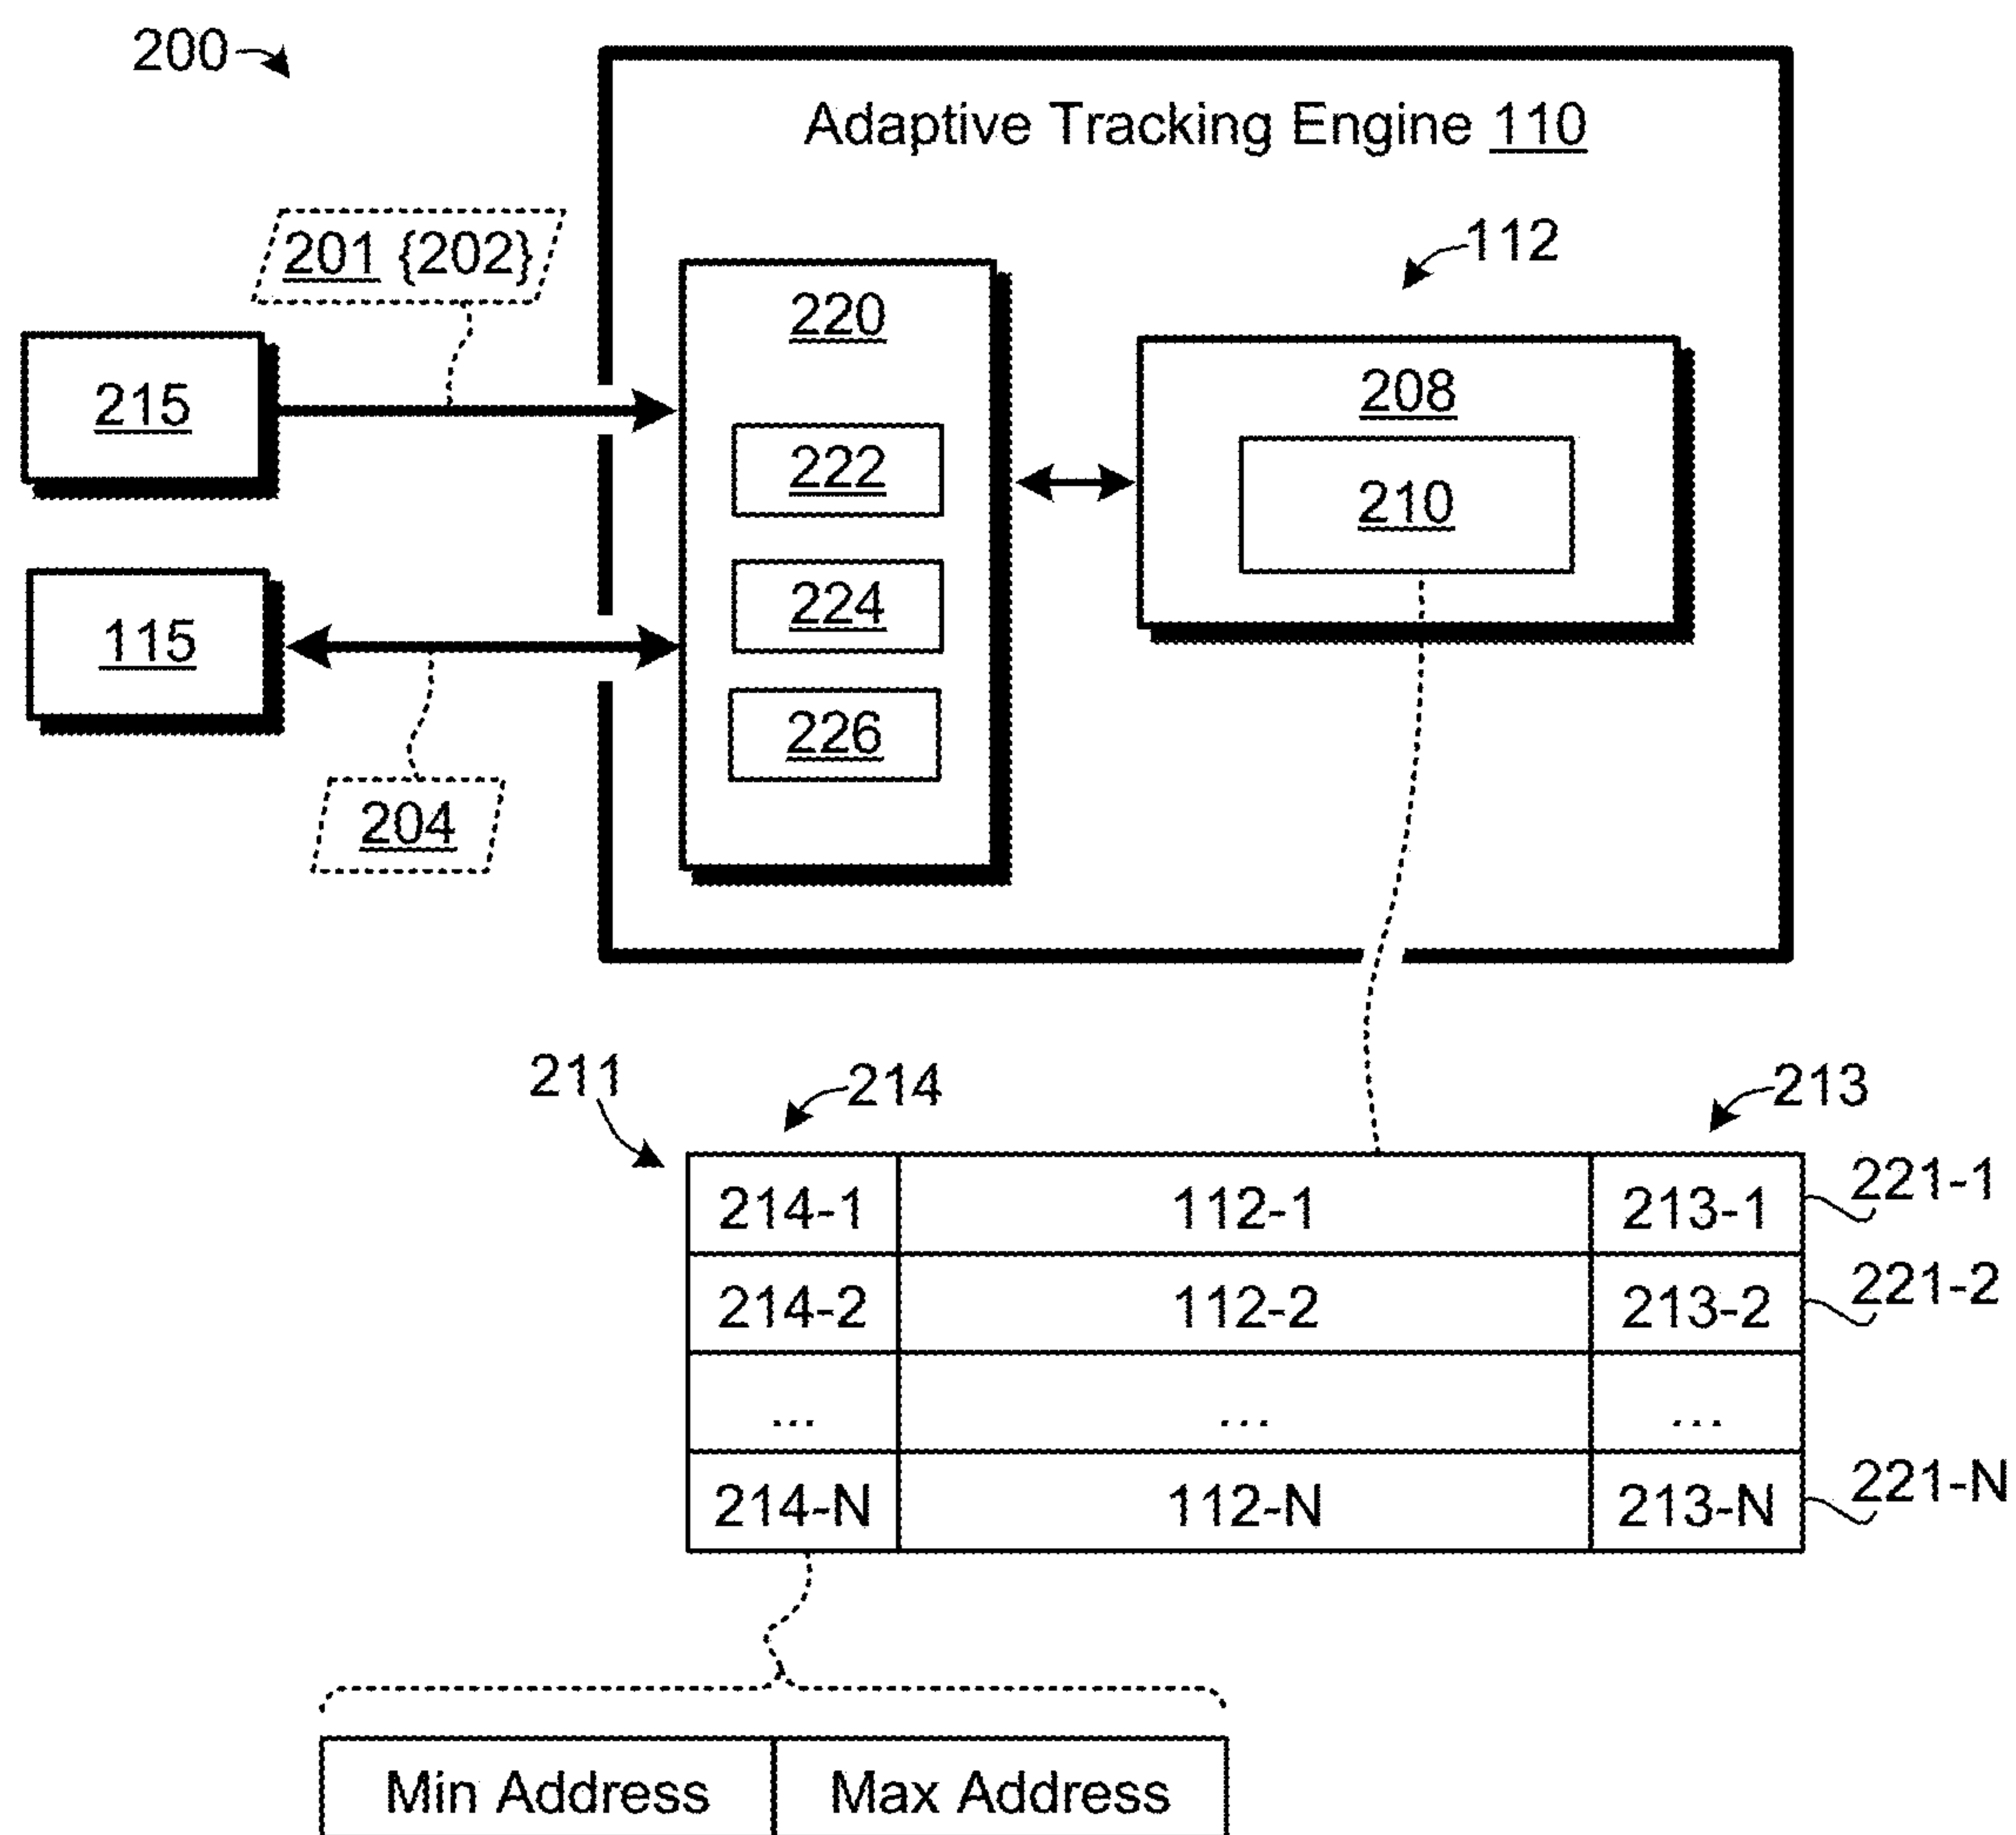 200
Adaptive Tracking Engine 110
201 {202}
112
220
215
208
222
210
224
115
226
204
211
214
213
214-1 112-1 213-1 221-1
214-2 112-2 213-2 221-2
... ... ...
214-N 112-N 213-N 221-N
Min Address Max Address